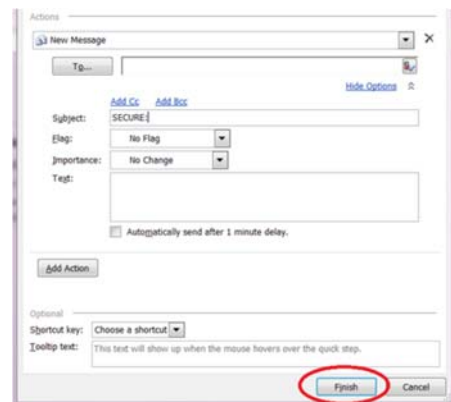 Actions
New Message
To...
Hide Options
Add Cc Add Bcc
Subject: SECURE:
Flag: No Flag
Importance: No Change
Text:
Automatically send after 1 minute delay.
Add Action
Optional
Shortcut key: Choose a shortcut
Tooltip text: This text will show up when the mouse hovers over the quick step.
Finish Cancel